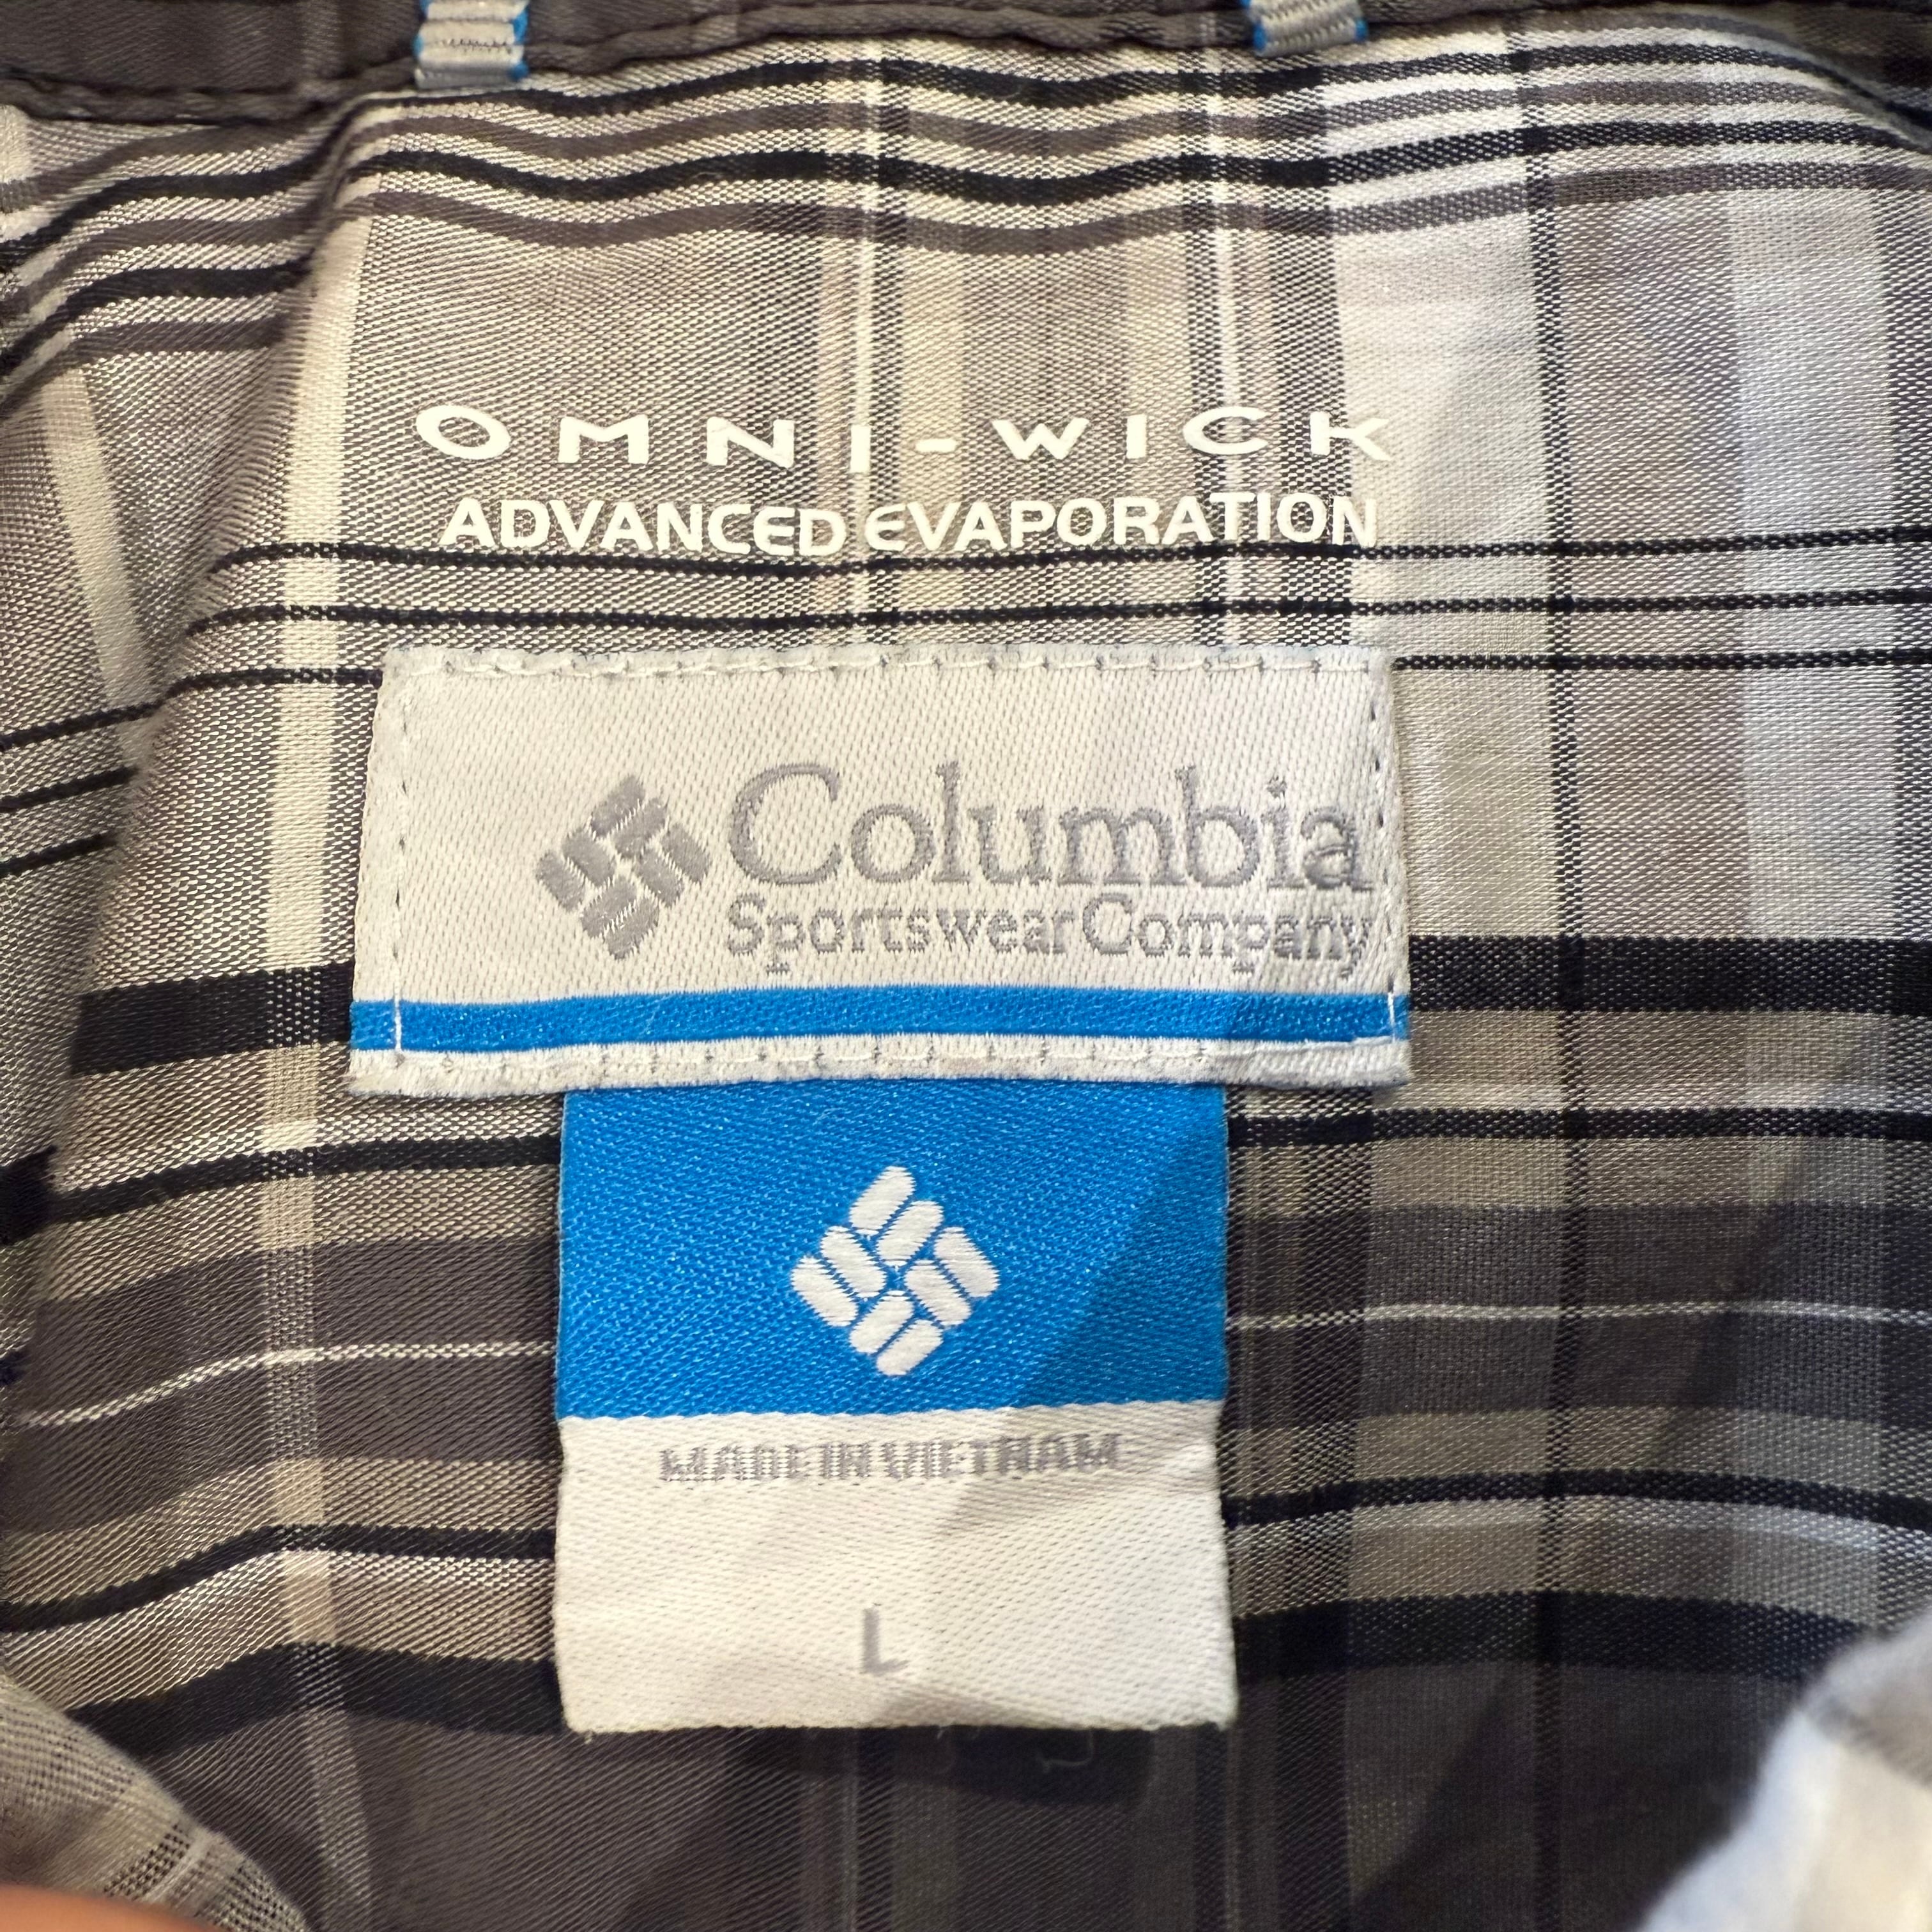 OMNI-WICK
ADVANCED EVAPORATION
Columbia
Sportswear Company
MADE IN VIETNAM
L